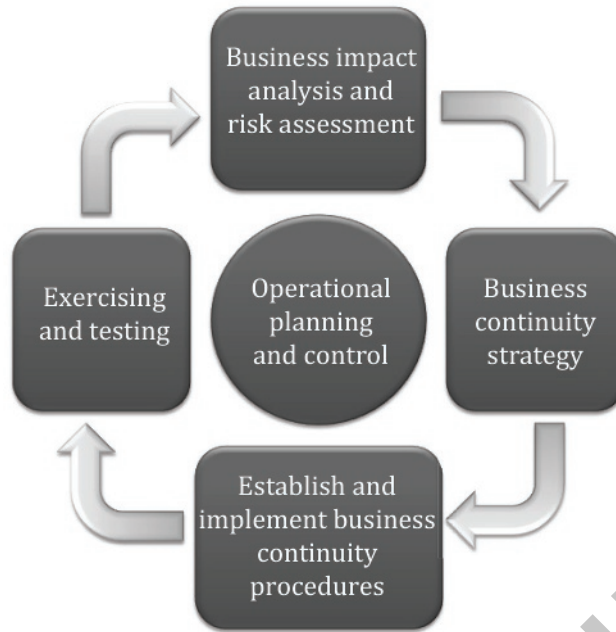 Business impact
analysis and
risk assessment
Exercising
and testing
Operational
planning
and control
Business
continuity
strategy
Establish and
implement business
continuity
procedures